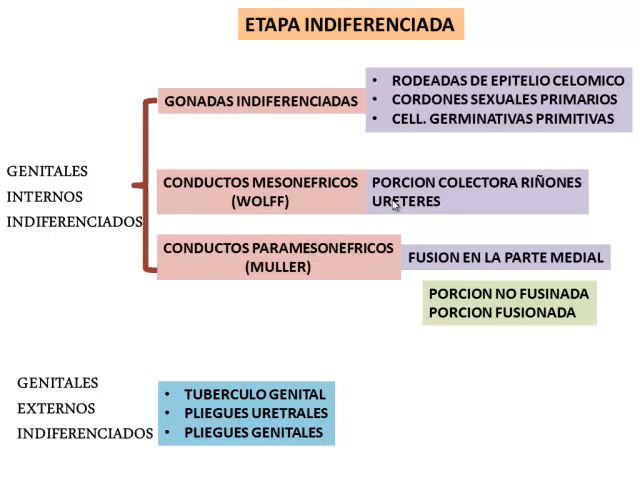 ETAPA INDIFERENCIADA
GONADAS INDIFERENCIADAS
• RODEADAS DE EPITELIO CELOMICO
• CORDONES SEXUALES PRIMARIOS
• CELL. GERMINATIVAS PRIMITIVAS
GENITALES
INTERNOS
INDIFERENCIADOS
CONDUCTOS MESONEFRICOS
(WOLFF)
PORCION COLECTORA RIÑONES
URETERES
CONDUCTOS PARAMESONEFRICOS
(MULLER)
FUSION EN LA PARTE MEDIAL
PORCION NO FUSINADA
PORCION FUSIONADA
GENITALES
EXTERNOS
INDIFERENCIADOS
• TUBERCULO GENITAL
• PLIEGUES URETRALES
• PLIEGUES GENITALES